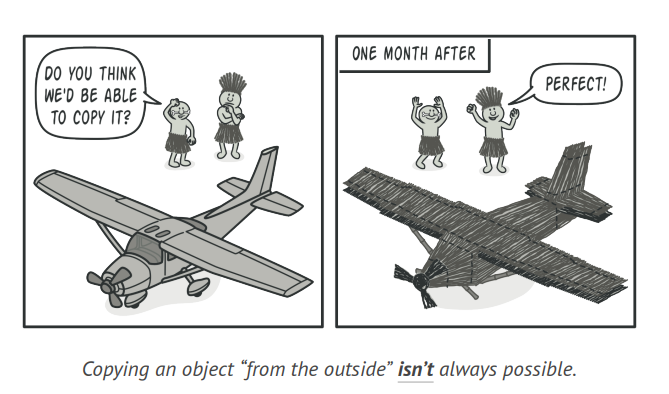 DO YOU THINK
WE'D BE ABLE
TO COPY IT?
ONE MONTH AFTER
PERFECT!
Copying an object “from the outside” isn’t always possible.